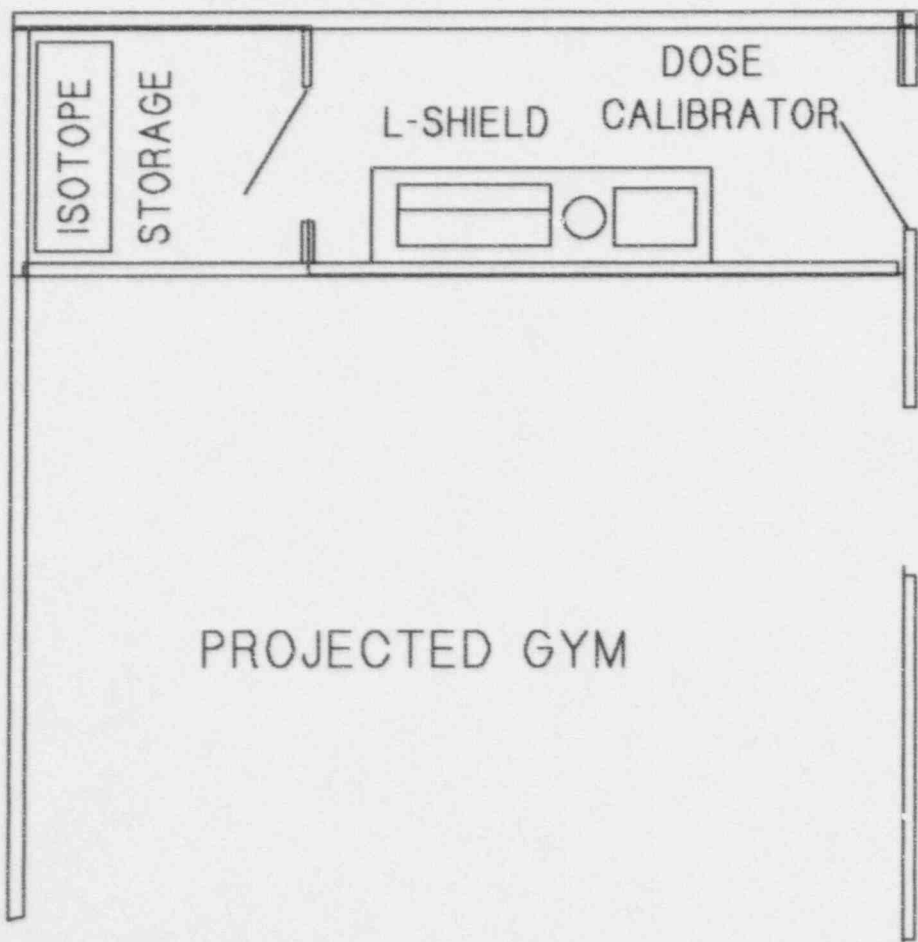 ISOTOPE
STORAGE
L-SHIELD
DOSE
CALIBRATOR
PROJECTED GYM